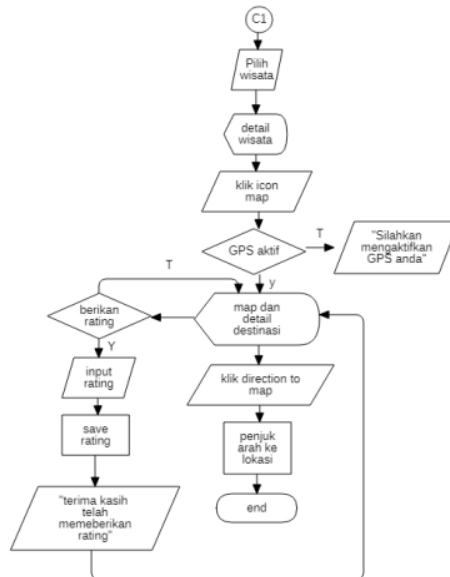 C1
Pilih
wisata
detail
wisata
klik icon
map
GPS aktif
T
"Silahkan
mengaktifkan
GPS anda"
T
y
berikan
rating
map dan
detail
destinasi
Y
input
rating
klik direction to
map
save
rating
penjuk
arah ke
lokasi
"terima kasih
telah
memeberikan
rating"
end